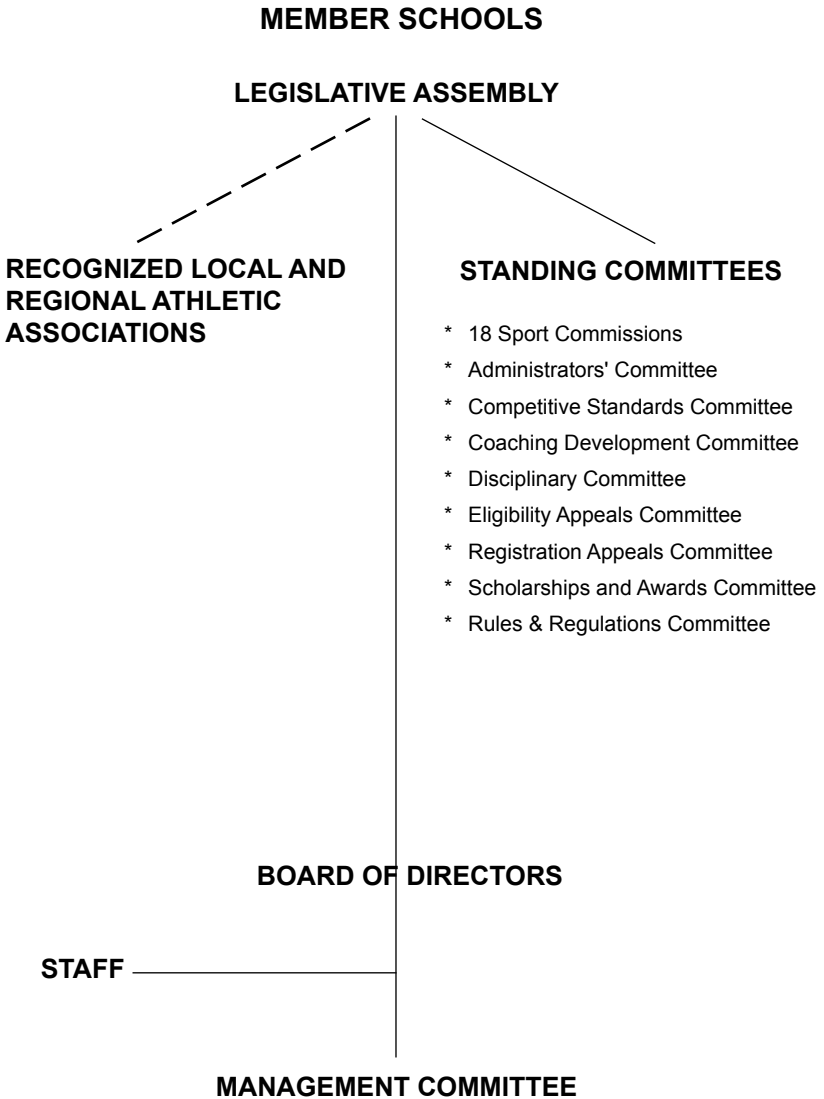 MEMBER SCHOOLS
LEGISLATIVE ASSEMBLY
RECOGNIZED LOCAL AND
REGIONAL ATHLETIC
ASSOCIATIONS
STANDING COMMITTEES
* 18 Sport Commissions
* Administrators' Committee
* Competitive Standards Committee
* Coaching Development Committee
* Disciplinary Committee
* Eligibility Appeals Committee
* Registration Appeals Committee
* Scholarships and Awards Committee
* Rules & Regulations Committee
BOARD OF DIRECTORS
STAFF
MANAGEMENT COMMITTEE